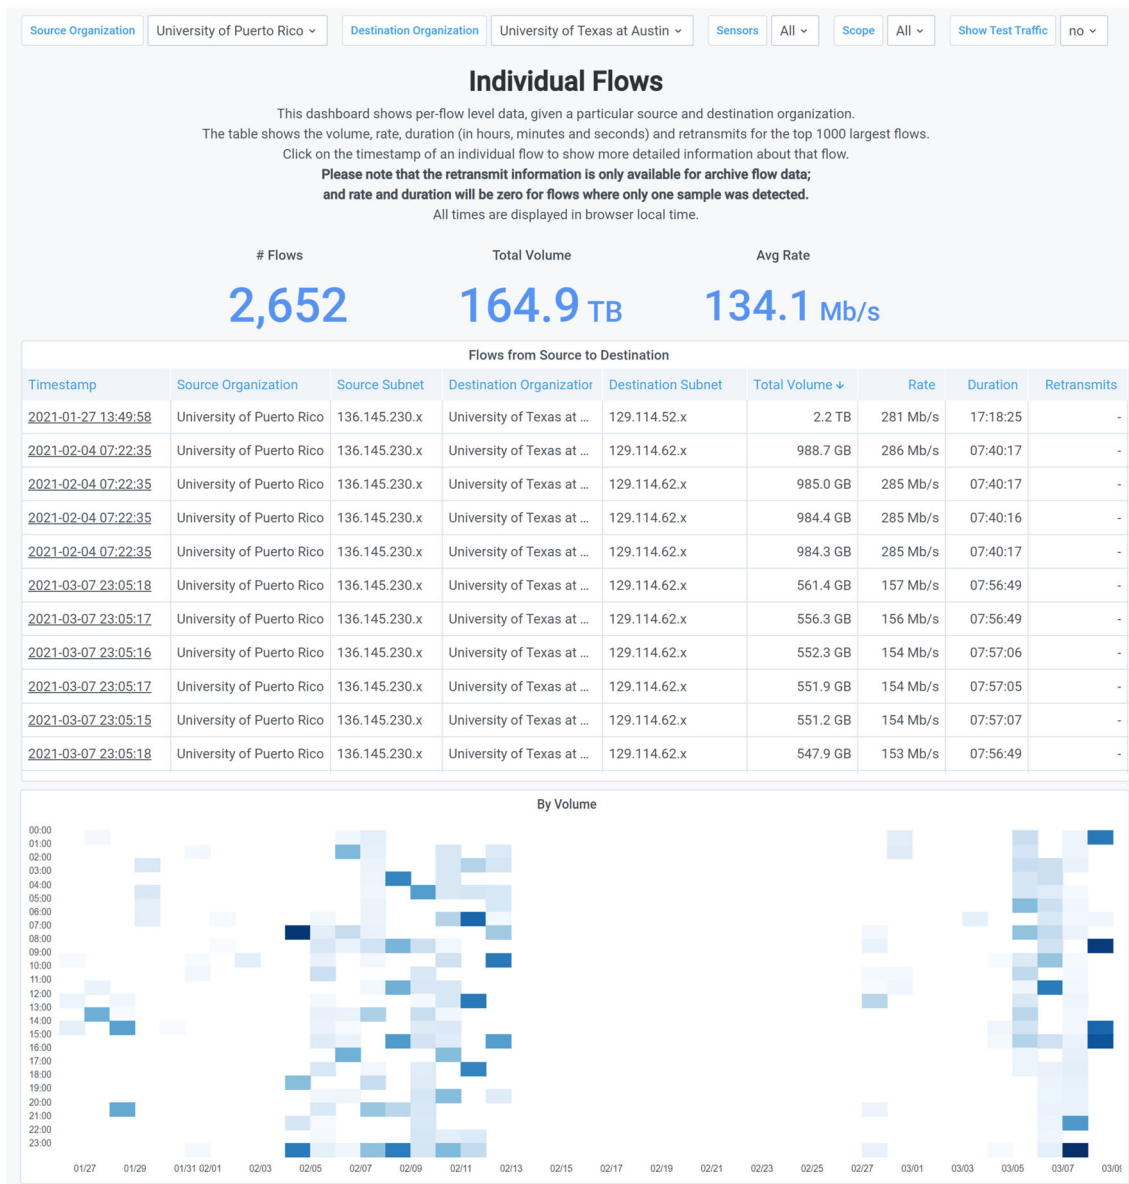 Source Organization University of Puerto Rico Destination Organization University of Texas at Austin Sensors All Scope All Show Test Traffic no
Individual Flows
This dashboard shows per-flow level data, given a particular source and destination organization.
The table shows the volume, rate, duration (in hours, minutes and seconds) and retransmits for the top 1000 largest flows.
Click on the timestamp of an individual flow to show more detailed information about that flow.
Please note that the retransmit information is only available for archive flow data;
and rate and duration will be zero for flows where only one sample was detected.
All times are displayed in browser local time.
# Flows Total Volume Avg Rate
2,652 164.9 TB 134.1 Mb/s
Flows from Source to Destination
Timestamp Source Organization Source Subnet Destination Organization Destination Subnet Total Volume ↓ Rate Duration Retransmits
2021-01-27 13:49:58 University of Puerto Rico 136.145.230.x University of Texas at ... 129.114.52.x 2.2 TB 281 Mb/s 17:18:25 -
2021-02-04 07:22:35 University of Puerto Rico 136.145.230.x University of Texas at ... 129.114.62.x 988.7 GB 286 Mb/s 07:40:17 -
2021-02-04 07:22:35 University of Puerto Rico 136.145.230.x University of Texas at ... 129.114.62.x 985.0 GB 285 Mb/s 07:40:17 -
2021-02-04 07:22:35 University of Puerto Rico 136.145.230.x University of Texas at ... 129.114.62.x 984.4 GB 285 Mb/s 07:40:16 -
2021-02-04 07:22:35 University of Puerto Rico 136.145.230.x University of Texas at ... 129.114.62.x 984.3 GB 285 Mb/s 07:40:17 -
2021-03-07 23:05:18 University of Puerto Rico 136.145.230.x University of Texas at ... 129.114.62.x 561.4 GB 157 Mb/s 07:56:49 -
2021-03-07 23:05:17 University of Puerto Rico 136.145.230.x University of Texas at ... 129.114.62.x 556.3 GB 156 Mb/s 07:56:49 -
2021-03-07 23:05:16 University of Puerto Rico 136.145.230.x University of Texas at ... 129.114.62.x 552.3 GB 154 Mb/s 07:57:06 -
2021-03-07 23:05:17 University of Puerto Rico 136.145.230.x University of Texas at ... 129.114.62.x 551.9 GB 154 Mb/s 07:57:05 -
2021-03-07 23:05:15 University of Puerto Rico 136.145.230.x University of Texas at ... 129.114.62.x 551.2 GB 154 Mb/s 07:57:07 -
2021-03-07 23:05:18 University of Puerto Rico 136.145.230.x University of Texas at ... 129.114.62.x 547.9 GB 153 Mb/s 07:56:49 -
By Volume
00:00
01:00
02:00
03:00
04:00
05:00
06:00
07:00
08:00
09:00
10:00
11:00
12:00
13:00
14:00
15:00
16:00
17:00
18:00
19:00
20:00
21:00
22:00
23:00
01/27 01/29 01/31 02/01 02/03 02/05 02/07 02/09 02/11 02/13 02/15 02/17 02/19 02/21 02/23 02/25 02/27 03/01 03/03 03/05 03/07 03/09